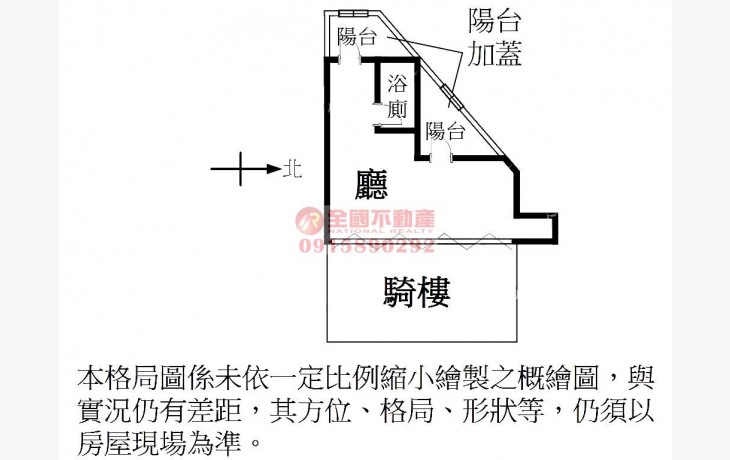 陽台
加蓋
陽台
浴
廁
陽台
北
廳
全國不動產
NATIONAL REALTY
0915890292
騎樓
本格局圖係未依一定比例縮小繪製之概繪圖，與
實況仍有差距，其方位、格局、形狀等，仍須以
房屋現場為準。